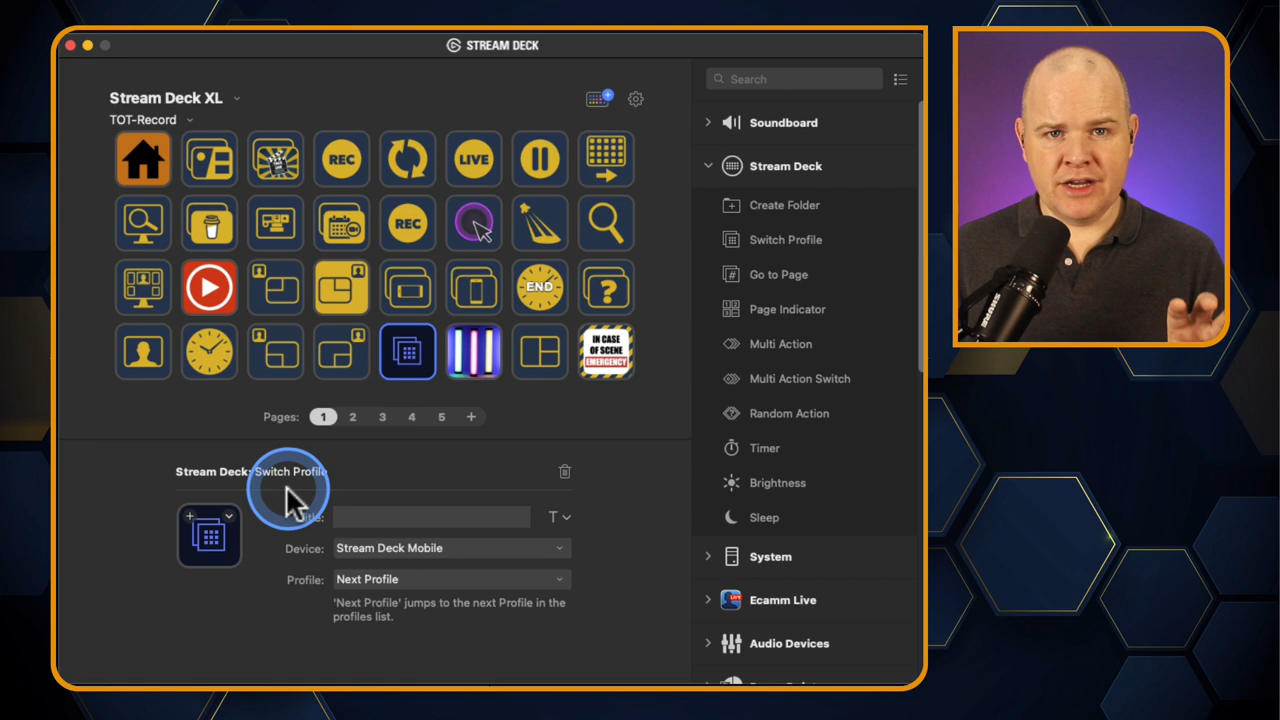 STREAM DECK
Search
Stream Deck XL
TOT-Record
REC
LIVE
REC
END
?
IN CASE
OF SCENE
EMERGENCY
Pages: 1 2 3 4 5 +
Stream Deck: Switch Profile
Title:
T
Device: Stream Deck Mobile
Profile: Next Profile
'Next Profile' jumps to the next Profile in the
profiles list.
Soundboard
Stream Deck
Create Folder
Switch Profile
Go to Page
Page Indicator
Multi Action
Multi Action Switch
Random Action
Timer
Brightness
Sleep
System
LIVE
Ecamm Live
Audio Devices
SHURE